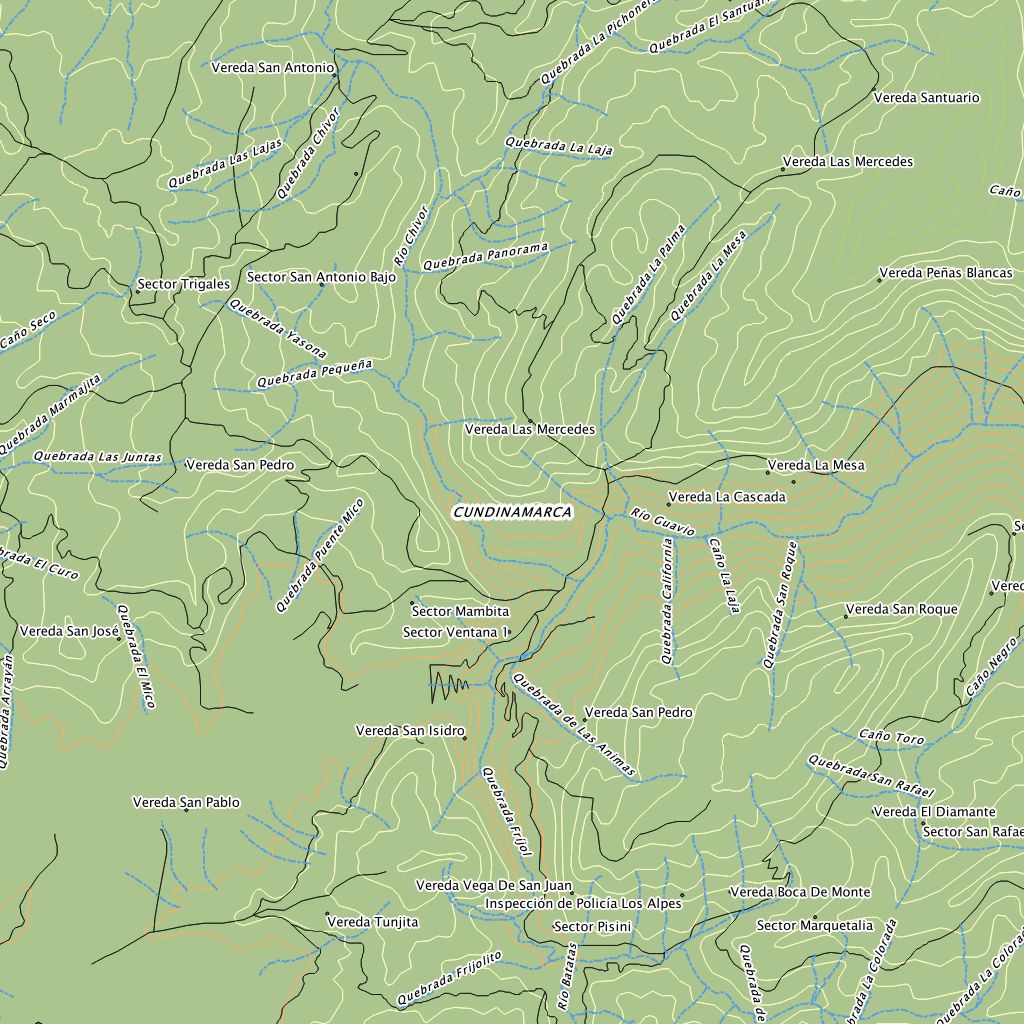 Quebrada La Pichonera
Quebrada El Santuario
Vereda San Antonio
Vereda Santuario
Quebrada Chivor
Quebrada Las Lajas
Quebrada La Laja
Vereda Las Mercedes
Caño
Río Chivor
Quebrada Panorama
Quebrada La Palma
Quebrada La Mesa
Vereda Peñas Blancas
Sector Trigales
Sector San Antonio Bajo
Caño Seco
Quebrada Yasona
Quebrada Pequeña
Quebrada Marmajita
Vereda Las Mercedes
Quebrada Las Juntas
Vereda San Pedro
Vereda La Mesa
Vereda La Cascada
CUNDINAMARCA
Río Guavio
Quebrada Puente Mico
Quebrada California
Caño La Laja
Quebrada San Roque
brada El Curo
Sector Mambita
Vereda San Roque
Vereda San José
Sector Ventana 1
Quebrada El Mico
Quebrada Arrayán
Caño Negro
Quebrada de Las Animas
Vereda San Pedro
Vereda San Isidro
Caño Toro
Quebrada San Rafael
Vereda San Pablo
Quebrada Frijol
Vereda El Diamante
Sector San Rafae
Vereda Vega De San Juan
Vereda Boca De Monte
Inspección de Policía Los Alpes
Vereda Tunjita
Sector Pisini
Sector Marquetalia
Quebrada Frijolito
Río Batatas
Quebrada de
La Colorada
Quebrada La Colorada